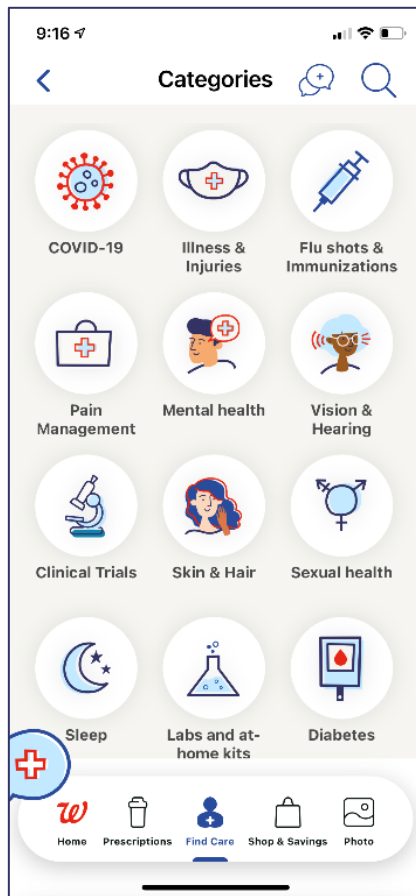 9:16
Categories
COVID-19
Illness &
Injuries
Flu shots &
Immunizations
Pain
Management
Mental health
Vision &
Hearing
Clinical Trials
Skin & Hair
Sexual health
Sleep
Labs and at-
home kits
Diabetes
W
Home
Prescriptions
Find Care
Shop & Savings
Photo